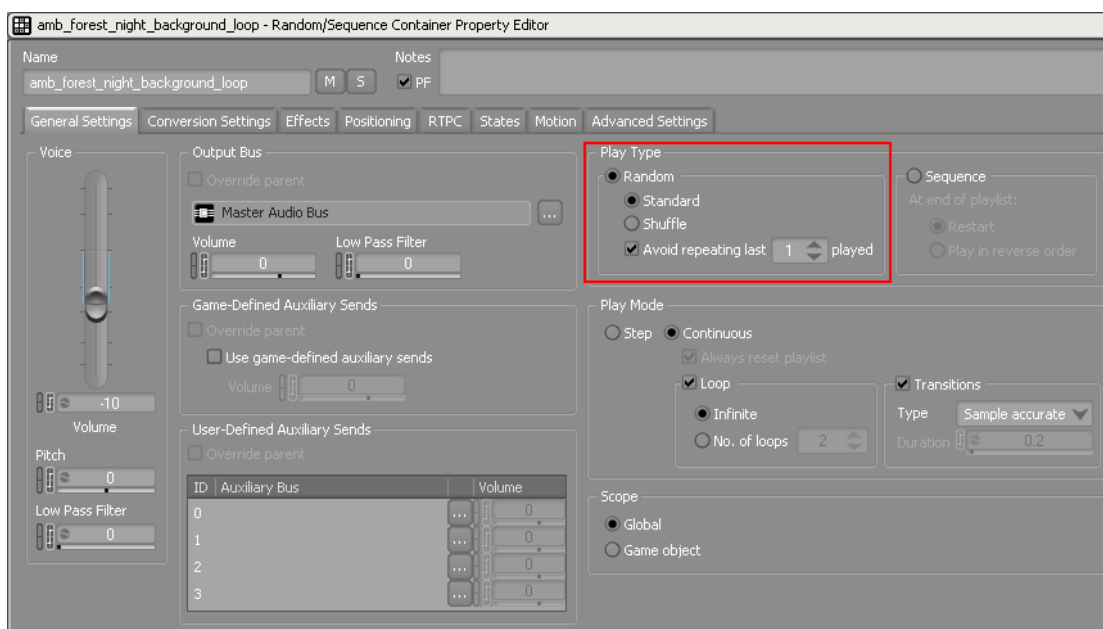 amb_forest_night_background_loop - Random/Sequence Container Property Editor
Name
Notes
amb_forest_night_background_loop M S PF
General Settings Conversion Settings Effects Positioning RTPC States Motion Advanced Settings
Voice
-10
Volume
Pitch
0
Low Pass Filter
0
Output Bus
Override parent
Master Audio Bus ...
Volume Low Pass Filter
0 0
Game-Defined Auxiliary Sends
Override parent
Use game-defined auxiliary sends
Volume 0
User-Defined Auxiliary Sends
Override parent
ID Auxiliary Bus Volume
0 ... 0
1 ... 0
2 ... 0
3 ... 0
Play Type
Random
Standard
Shuffle
Avoid repeating last 1 played
Sequence
At end of playlist:
Restart
Play in reverse order
Play Mode
Step Continuous
Always reset playlist
Loop
Infinite
No. of loops 2
Transitions
Type Sample accurate
Duration 0.2
Scope
Global
Game object